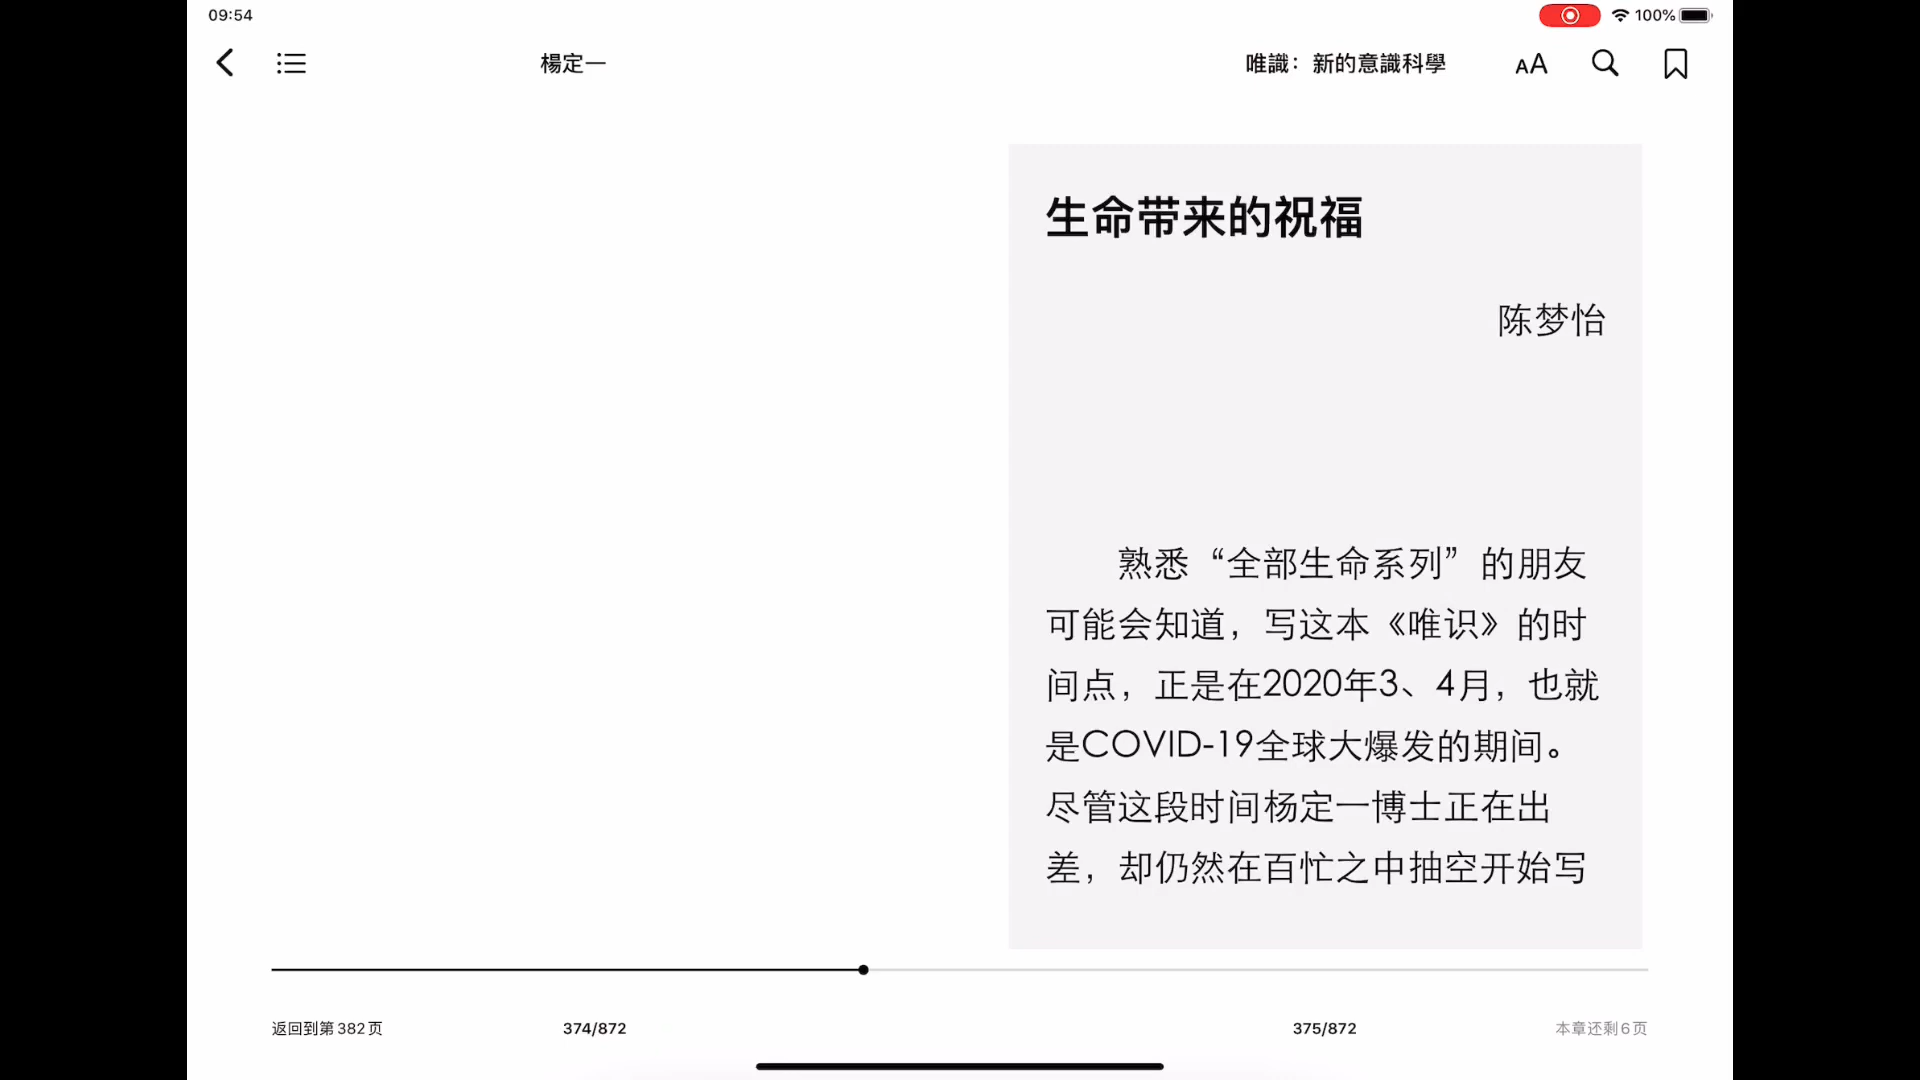 09:54
100%
楊定一
唯識：新的意識科學
AA
生命带来的祝福
陈梦怡
熟悉“全部生命系列”的朋友
可能会知道，写这本《唯识》的时
间点，正是在2020年3、4月，也就
是COVID-19全球大爆发的期间。
尽管这段时间杨定一博士正在出
差，却仍然在百忙之中抽空开始写
返回到第382页
374/872
375/872
本章还剩6页